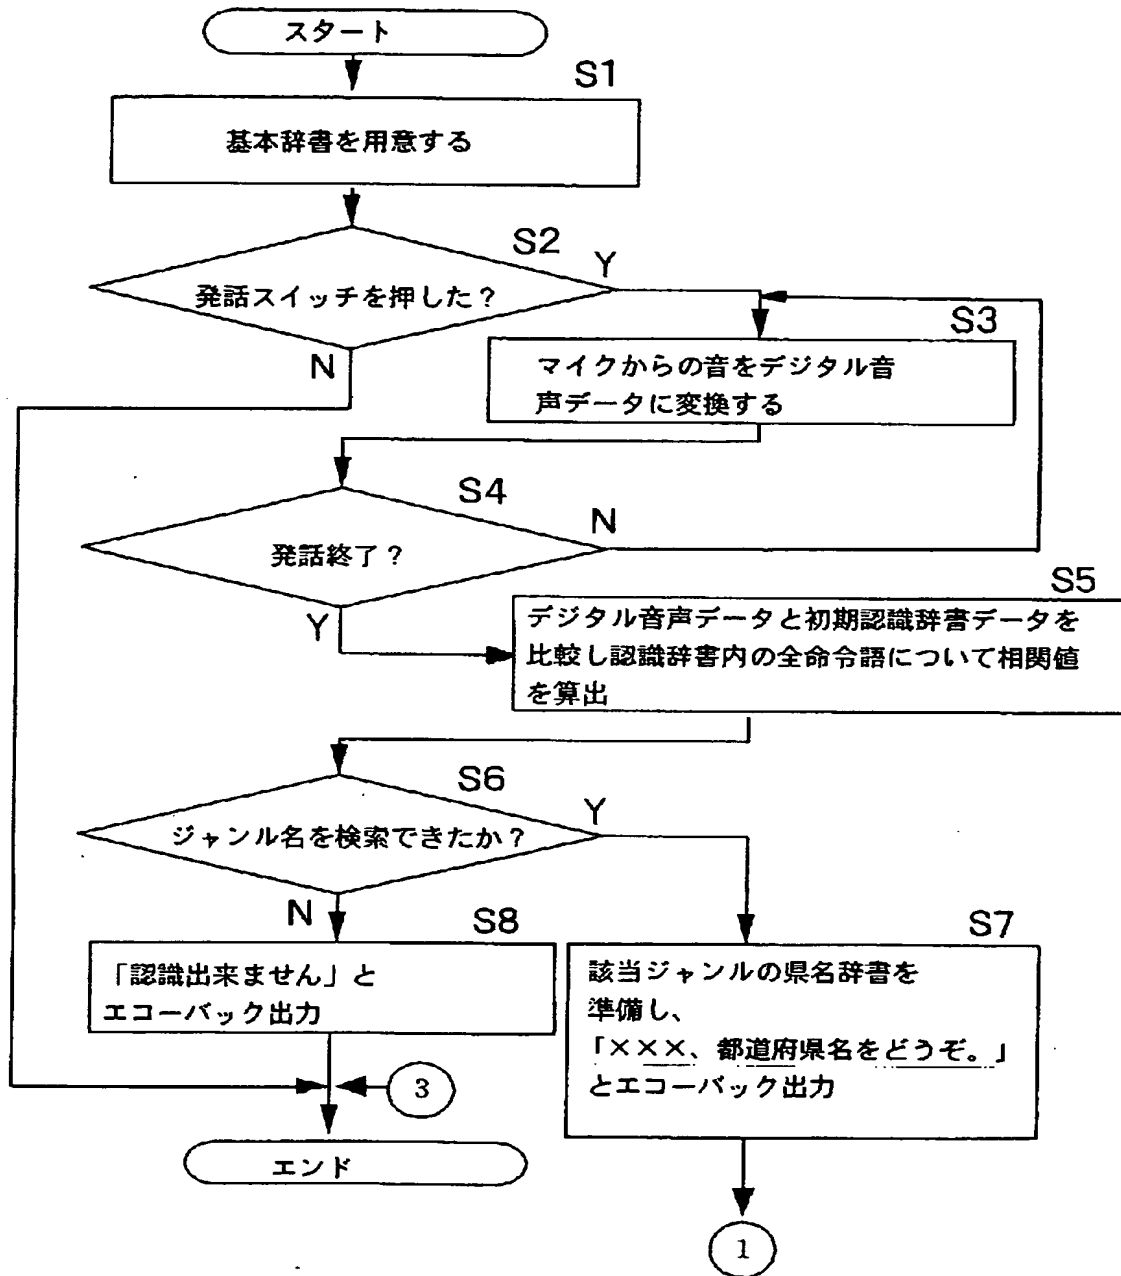 スタート
S1
基本辞書を用意する
S2
Y
発話スイッチを押した？
N
S3
マイクからの音をデジタル音
声データに変換する
S4
N
発話終了？
Y
S5
デジタル音声データと初期認識辞書データを
比較し認識辞書内の全命令語について相関値
を算出
S6
Y
ジャンル名を検索できたか？
N
S8
「認識出来ません」と
エコーバック出力
S7
該当ジャンルの県名辞書を
準備し、
「×××、都道府県名をどうぞ。」
とエコーバック出力
3
エンド
1